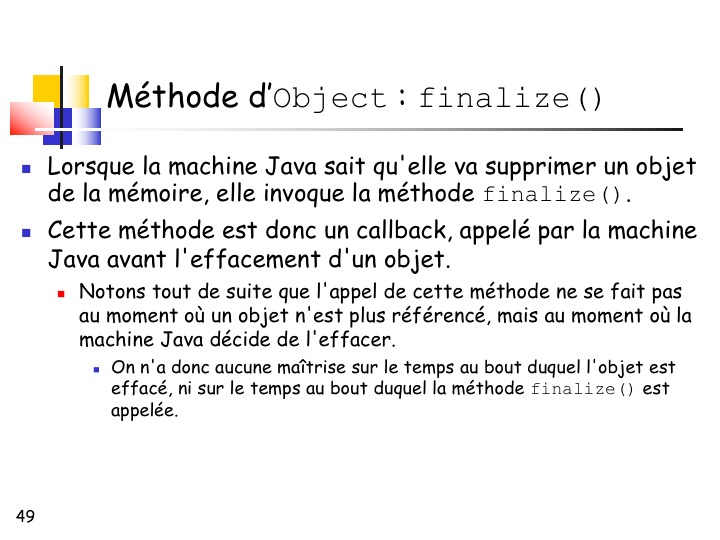 Méthode d’Object : finalize()
Lorsque la machine Java sait qu'elle va supprimer un objet
de la mémoire, elle invoque la méthode finalize().
Cette méthode est donc un callback, appelé par la machine
Java avant l'effacement d'un objet.
Notons tout de suite que l'appel de cette méthode ne se fait pas
au moment où un objet n'est plus référencé, mais au moment où la
machine Java décide de l'effacer.
On n'a donc aucune maîtrise sur le temps au bout duquel l'objet est
effacé, ni sur le temps au bout duquel la méthode finalize() est
appelée.
49